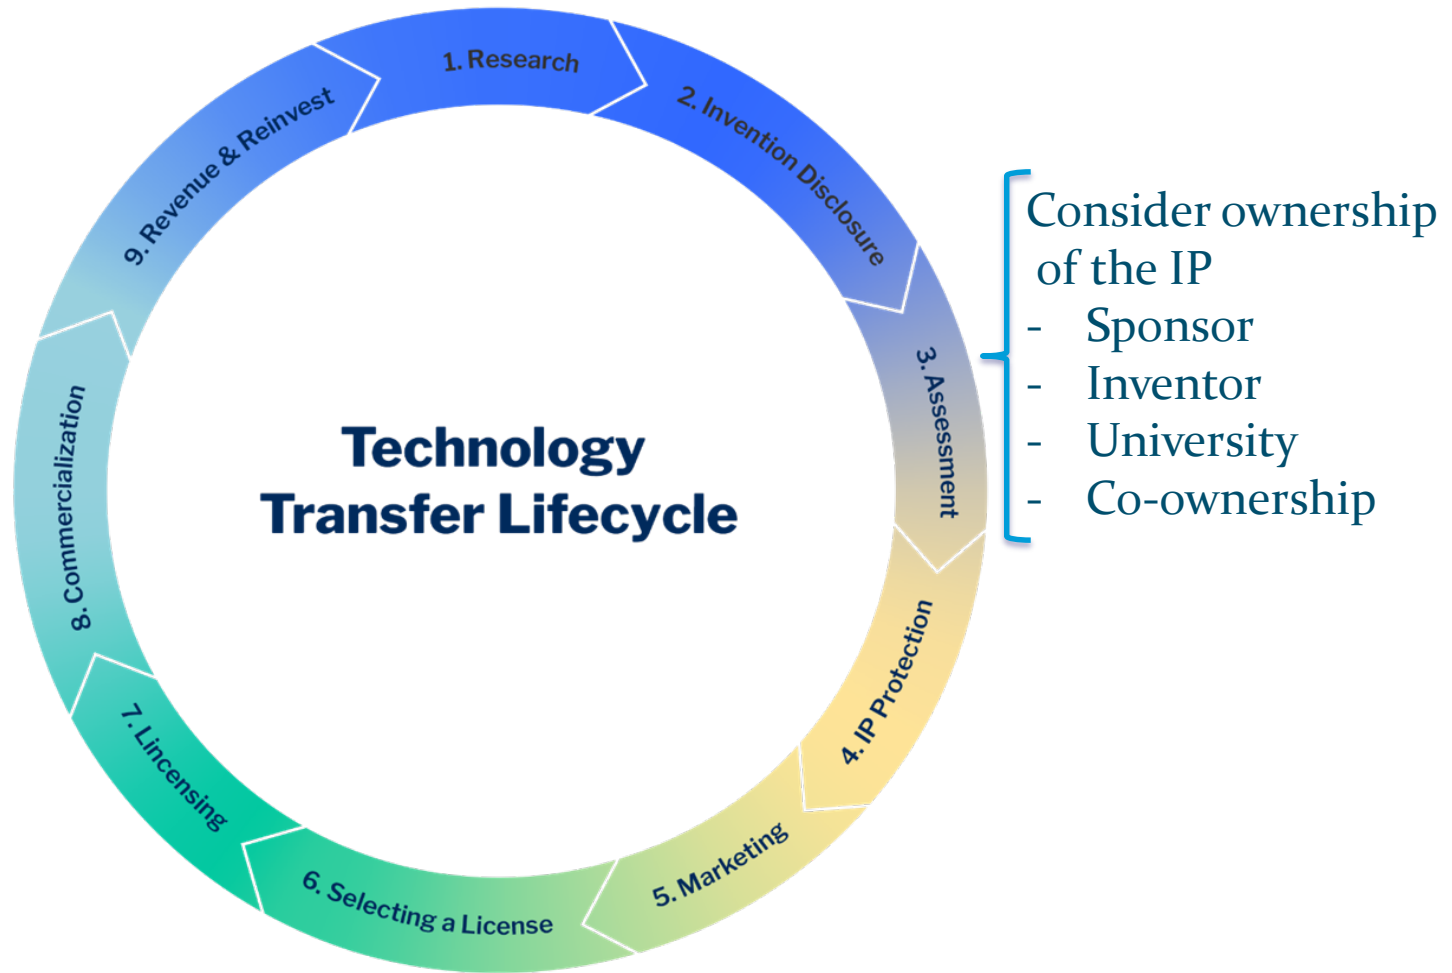 Technology
Transfer Lifecycle
1. Research
2. Invention Disclosure
3. Assessment
4. IP Protection
5. Marketing
6. Selecting a License
7. Lincensing
8. Commercialization
9. Revenue & Reinvest
Consider ownership
of the IP
- Sponsor
- Inventor
- University
- Co-ownership